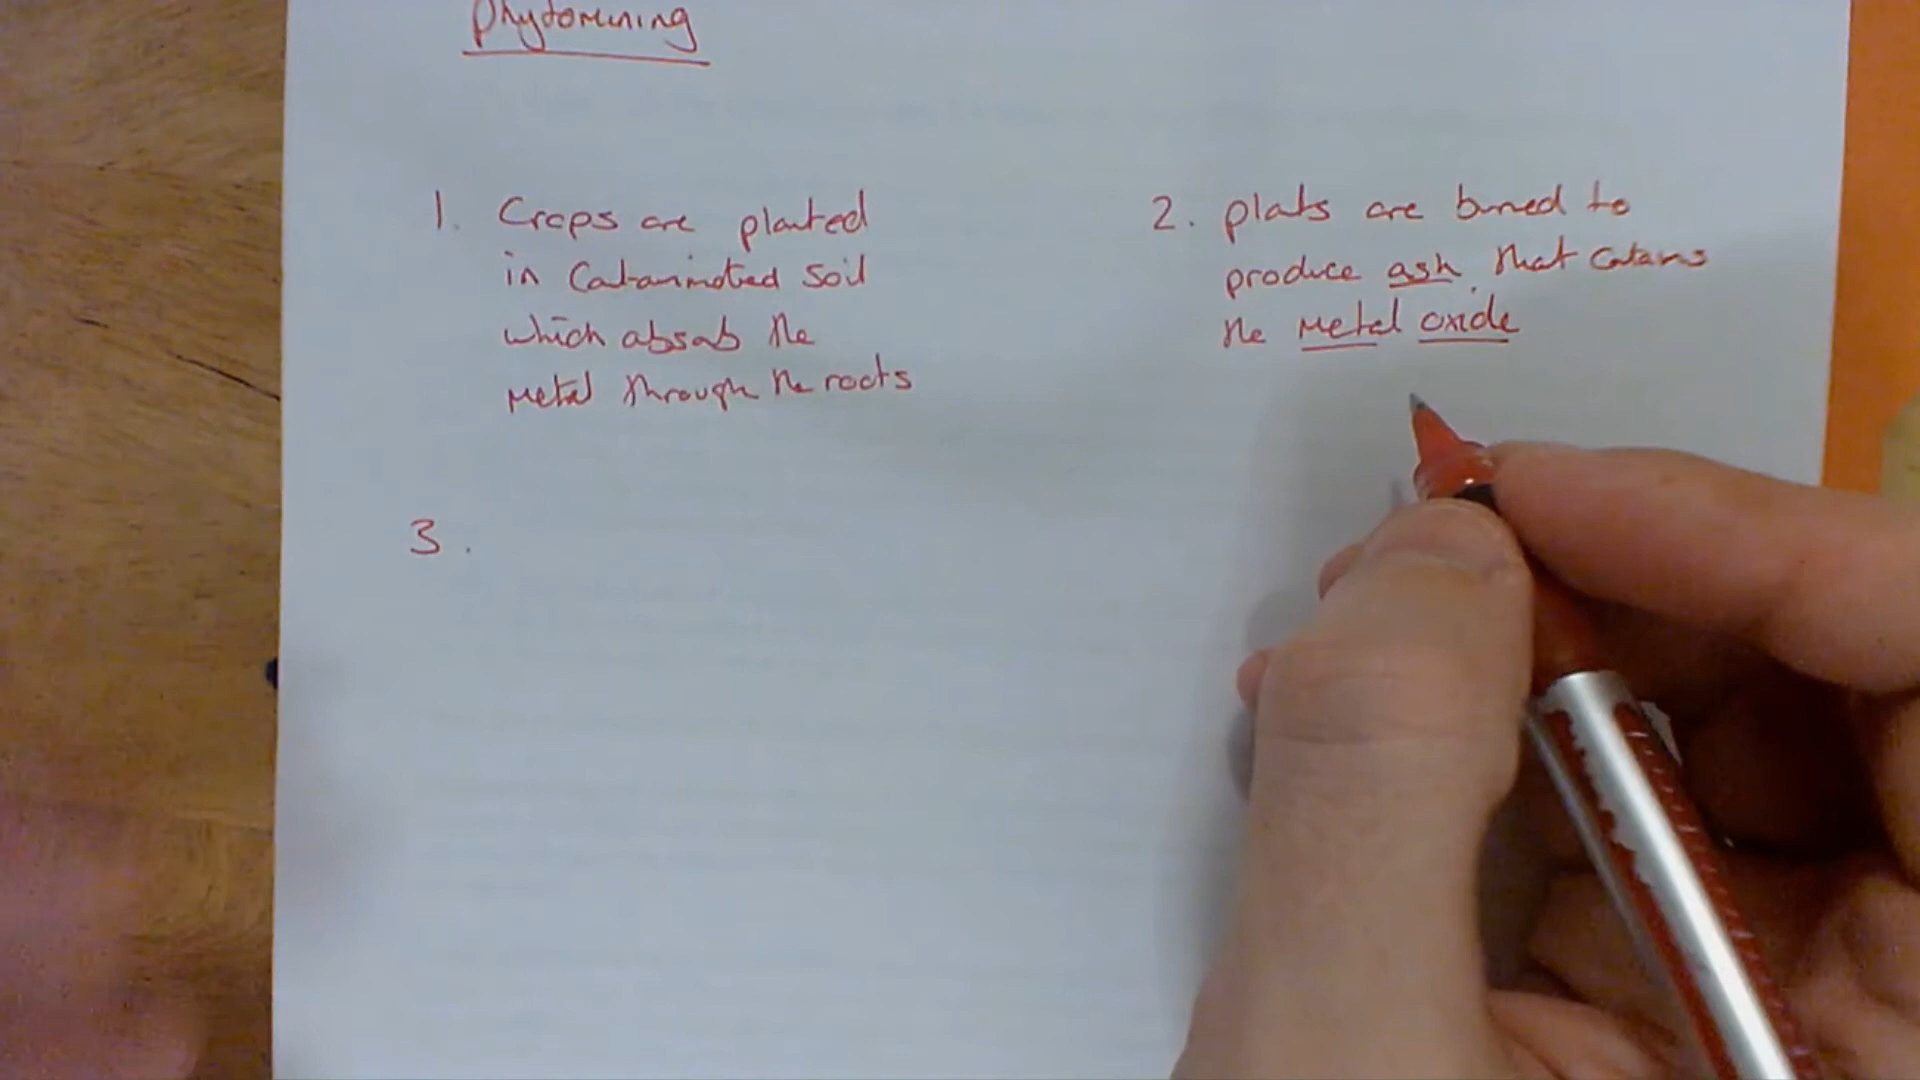 Phytomining
1. Crops are planted
in Contaminated soil
which absorb the
metal through the roots
2. plants are burned to
produce ash that contains
the metal oxide
3.